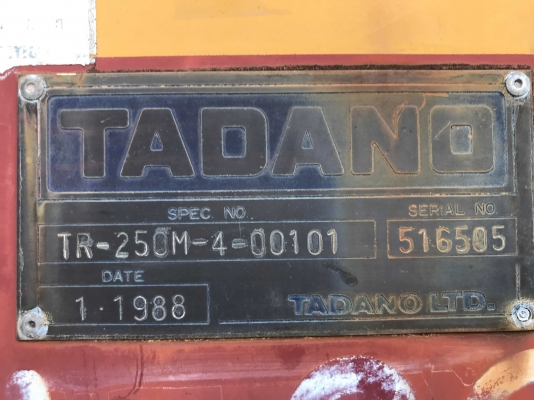 TADANO
SPEC. NO.
SERIAL NO
TR-250M-4-00101
516505
DATE
1·1988
TADANO LTD.